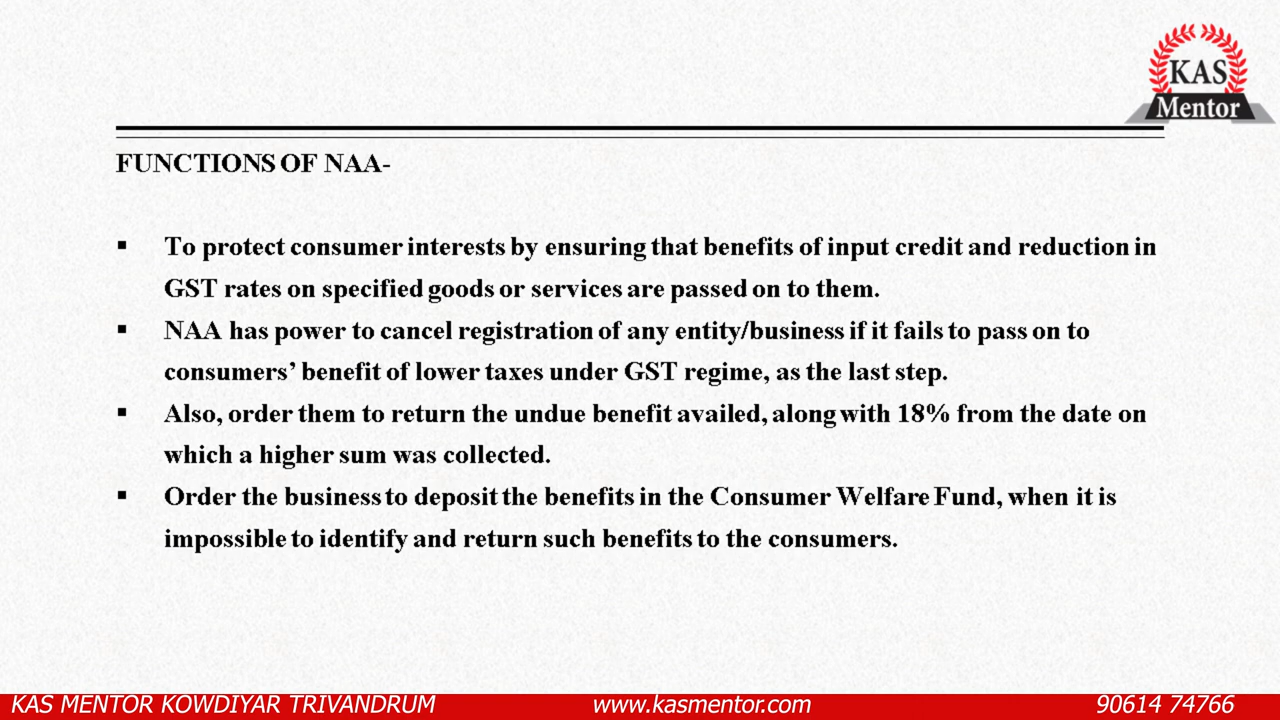 KAS
Mentor
FUNCTIONS OF NAA-
▪ To protect consumer interests by ensuring that benefits of input credit and reduction in
GST rates on specified goods or services are passed on to them.
▪ NAA has power to cancel registration of any entity/business if it fails to pass on to
consumers’ benefit of lower taxes under GST regime, as the last step.
▪ Also, order them to return the undue benefit availed, along with 18% from the date on
which a higher sum was collected.
▪ Order the business to deposit the benefits in the Consumer Welfare Fund, when it is
impossible to identify and return such benefits to the consumers.
KAS MENTOR KOWDIYAR TRIVANDRUM www.kasmentor.com 90614 74766